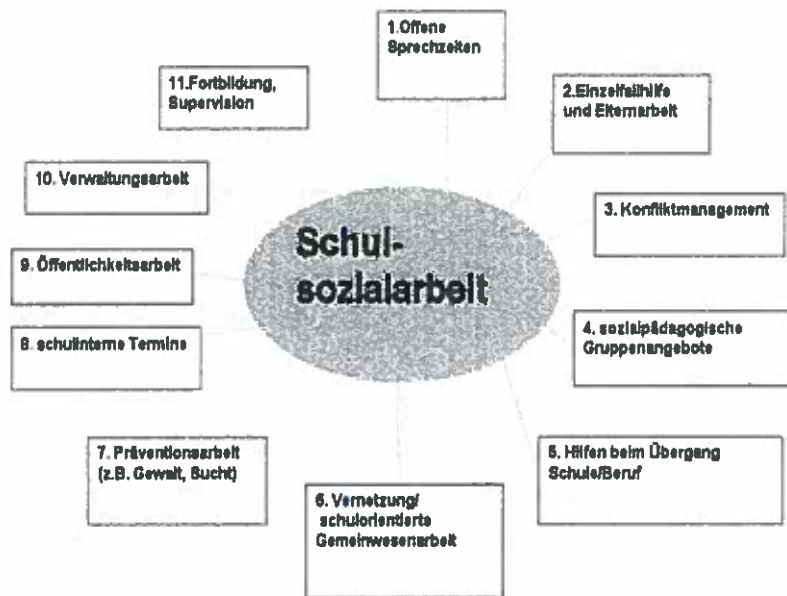 1.Offene
Sprechzeiten
2.Einzelfallhilfe
und Elternarbeit
3. Konfliktmanagement
4. sozialpädagogische
Gruppenangebote
5. Hilfen beim Übergang
Schule/Beruf
6. Vernetzung/
schulorientierte
Gemeinwesenarbeit
7. Präventionsarbeit
(z.B. Gewalt, Sucht)
8. schulinterne Termine
9. Öffentlichkeitsarbeit
10. Verwaltungsarbeit
11.Fortbildung,
Supervision
Schul-
sozialarbeit